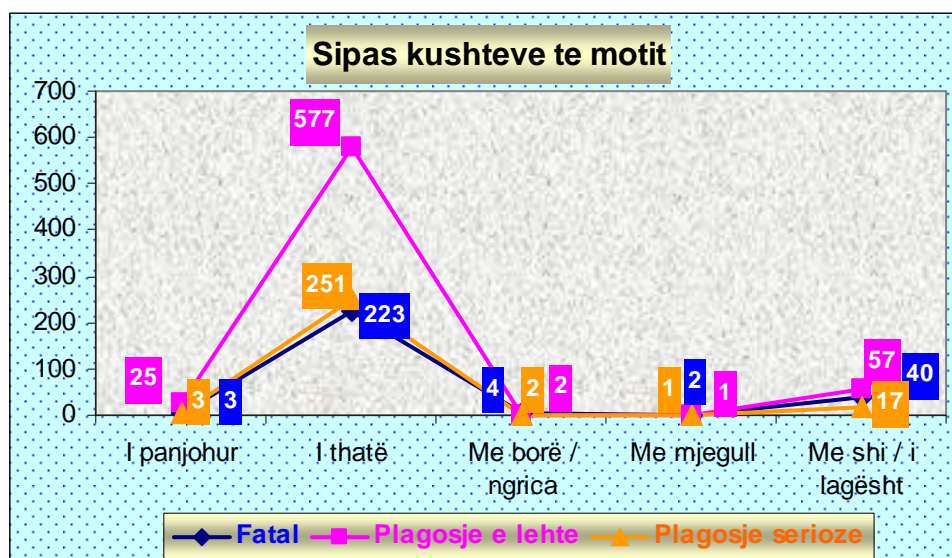 Sipas kushteve te motit
700
600
500
400
300
200
100
0
577
251
223
25
3
3
4
2
2
1
2
1
57
40
17
I panjohur
I thatë
Me borë /
ngrica
Me mjegull
Me shi / i
lagësht
Fatal
Plagosje e lehte
Plagosje serioze